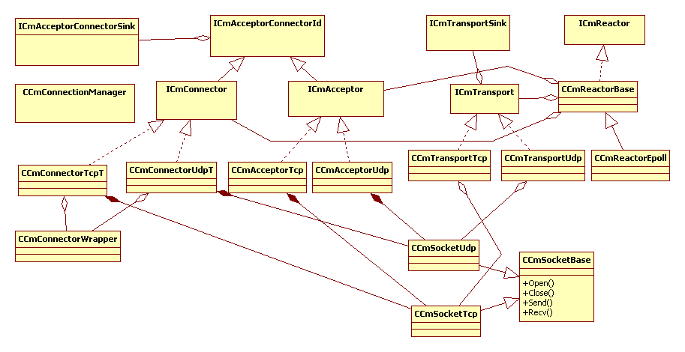 ICmAcceptorConnectorSink
ICmAcceptorConnectorId
ICmTransportSink
ICmReactor
CCmConnectionManager
ICmConnector
ICmAcceptor
ICmTransport
CCmReactorBase
CCmConnectorTcpT
CCmConnectorUdpT
CCmAcceptorTcp
CCmAcceptorUdp
CCmTransportTcp
CCmTransportUdp
CCmReactorEpoll
CCmConnectorWrapper
CCmSocketUdp
CCmSocketBase
+Open()
+Close()
+Send()
+Recv()
CCmSocketTcp